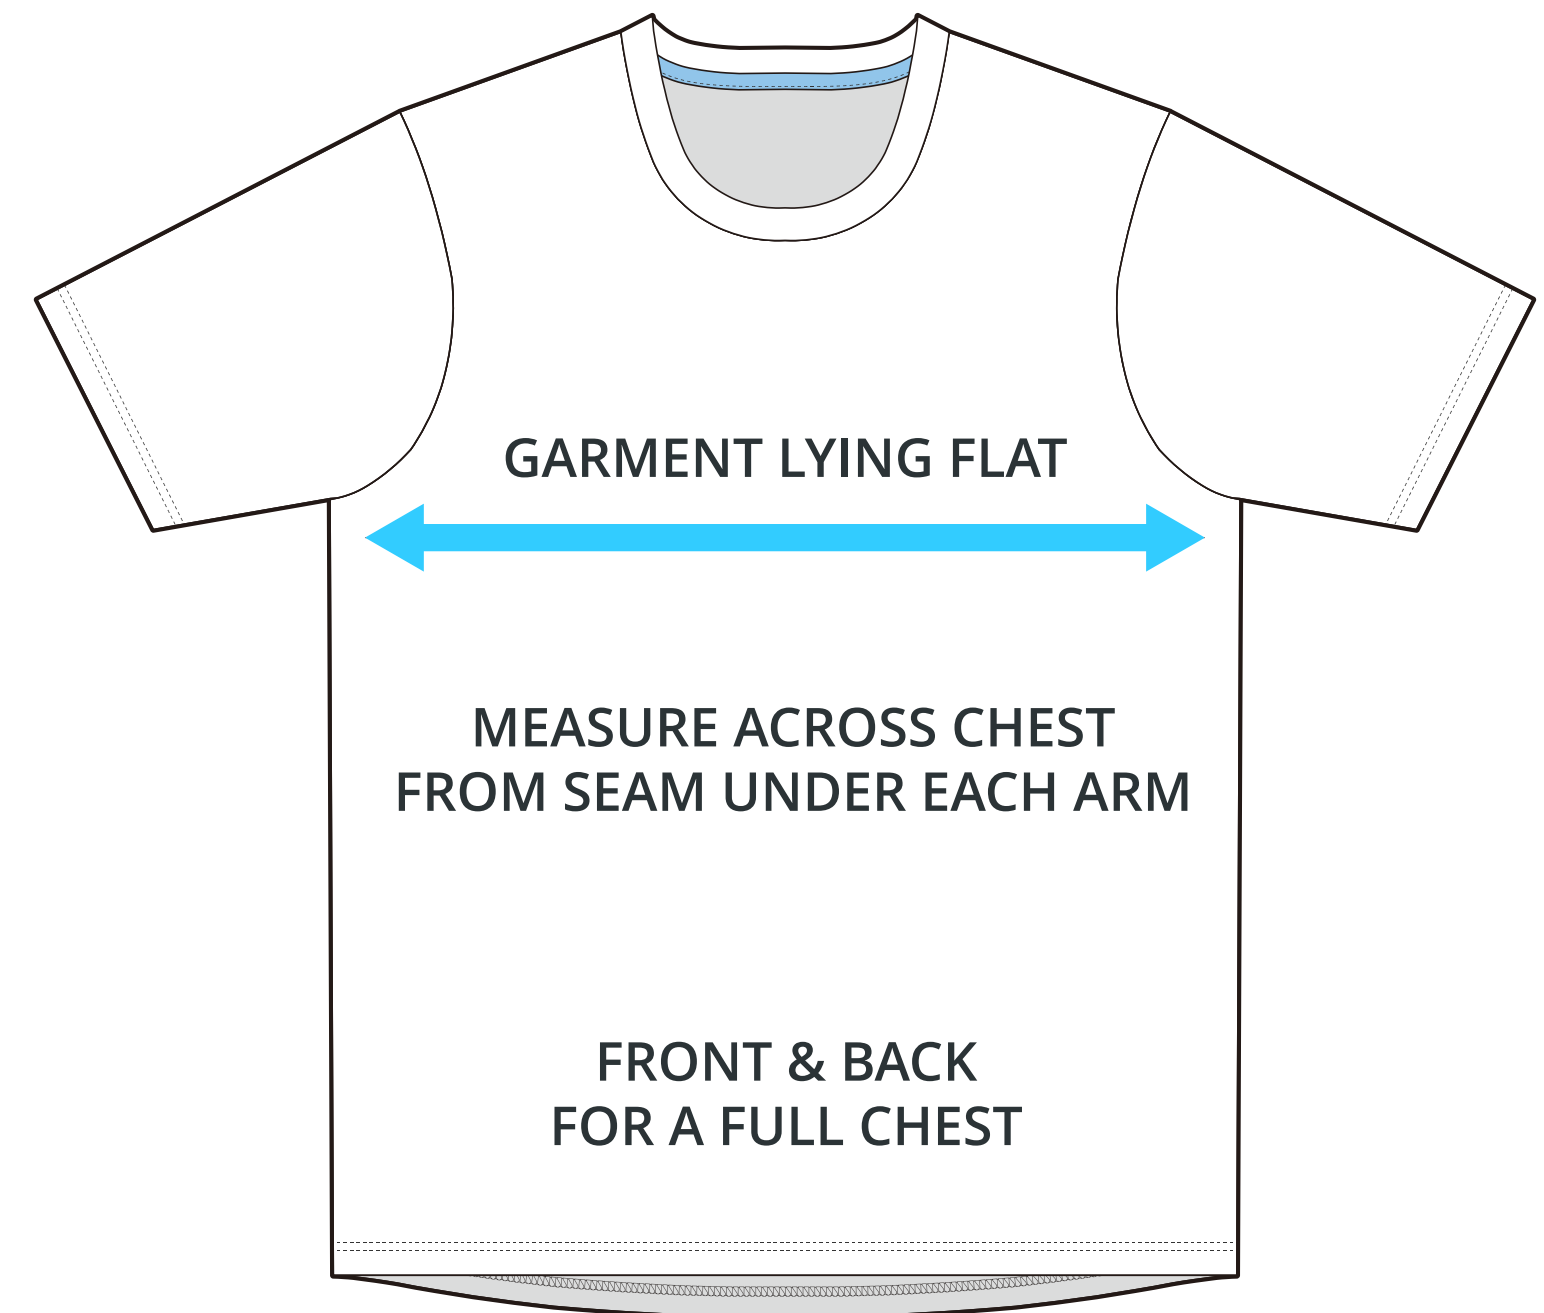 GARMENT LYING FLAT
MEASURE ACROSS CHEST
FROM SEAM UNDER EACH ARM
FRONT & BACK
FOR A FULL CHEST